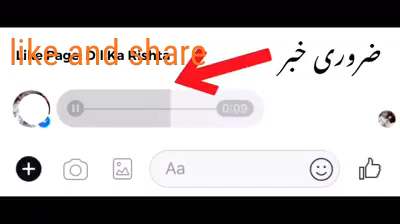 like and share
Like Page Dil Ka Rishta
ضروری خبر
0:09
Aa